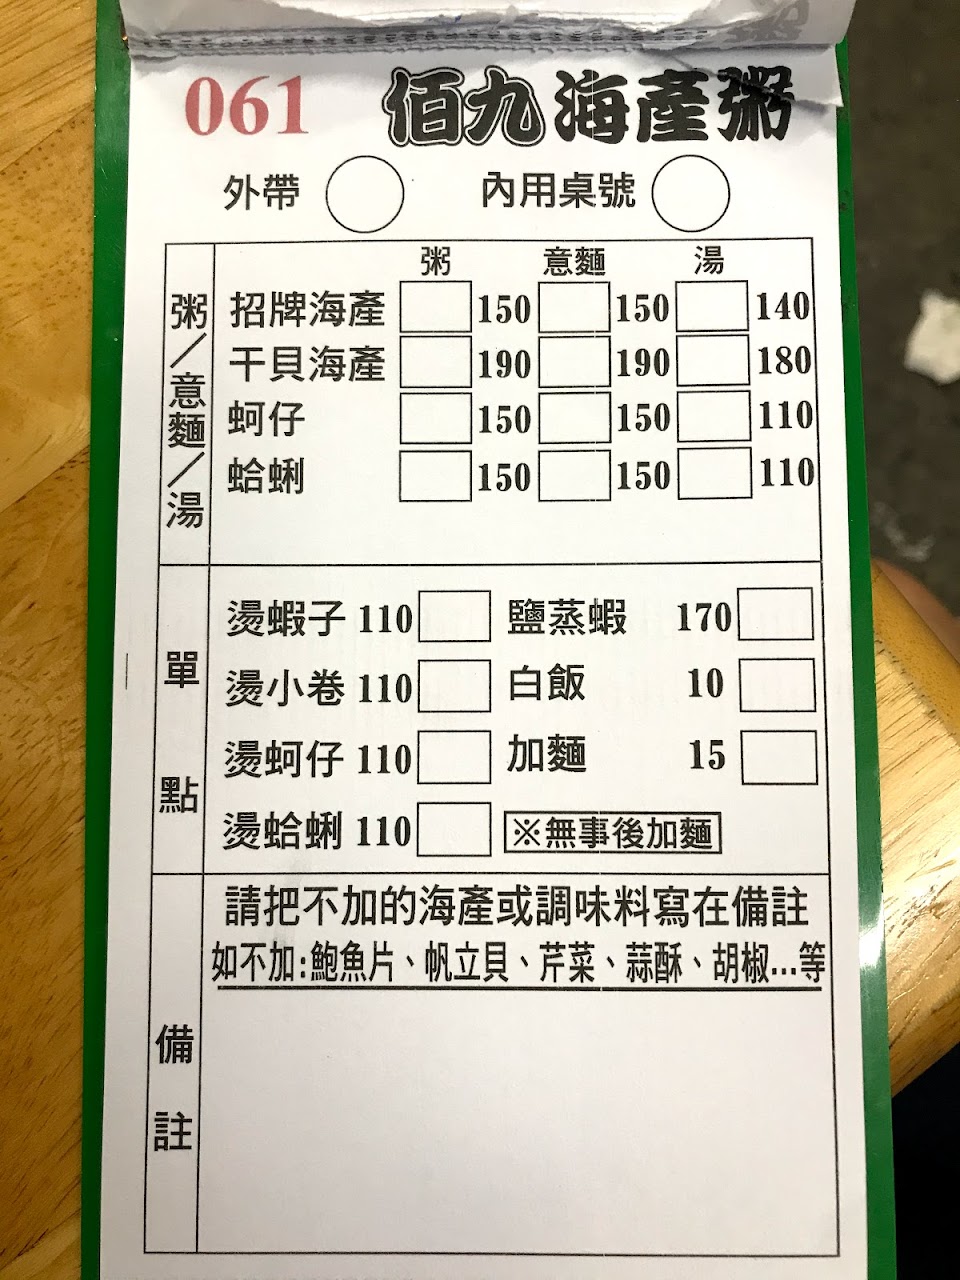 061 佰九海產粥
外帶 內用桌號
粥/意麵/湯
粥 意麵 湯
招牌海產 150 150 140
干貝海產 190 190 180
蚵仔 150 150 110
蛤蜊 150 150 110
單點
燙蝦子 110 鹽蒸蝦 170
燙小卷 110 白飯 10
燙蚵仔 110 加麵 15
燙蛤蜊 110 ※無事後加麵
備註
請把不加的海產或調味料寫在備註
如不加:鮑魚片、帆立貝、芹菜、蒜酥、胡椒...等